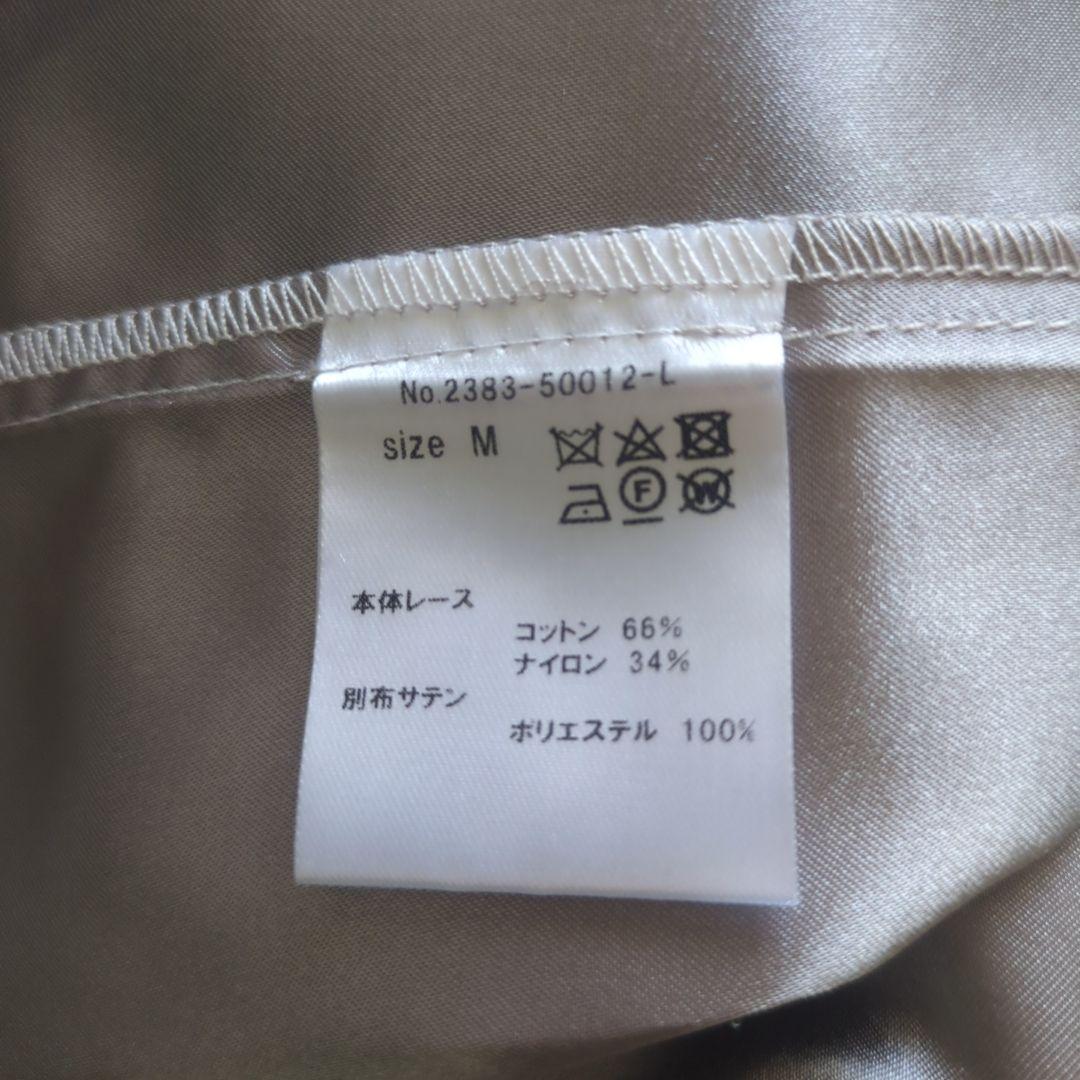 No.2383-50012-L
size M
F W
本体レース
コットン 66%
ナイロン 34%
別布サテン
ポリエステル 100%